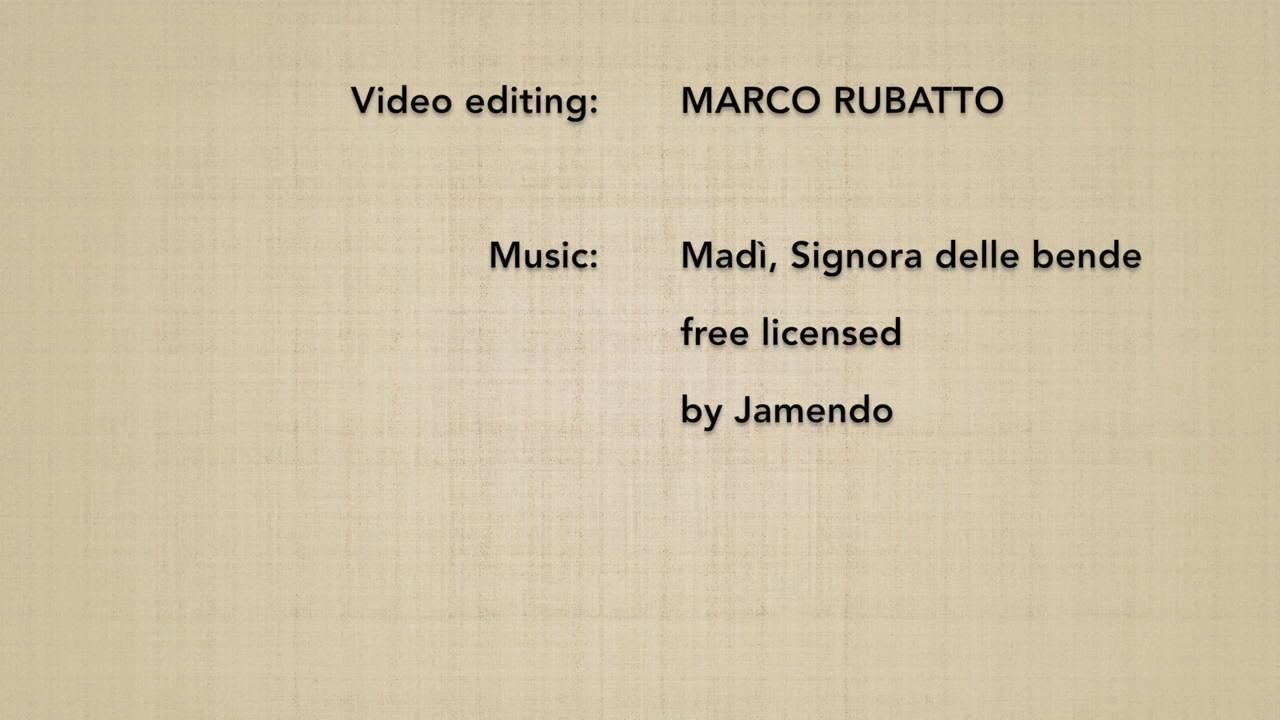 Video editing: MARCO RUBATTO
Music: Madì, Signora delle bende
free licensed
by Jamendo